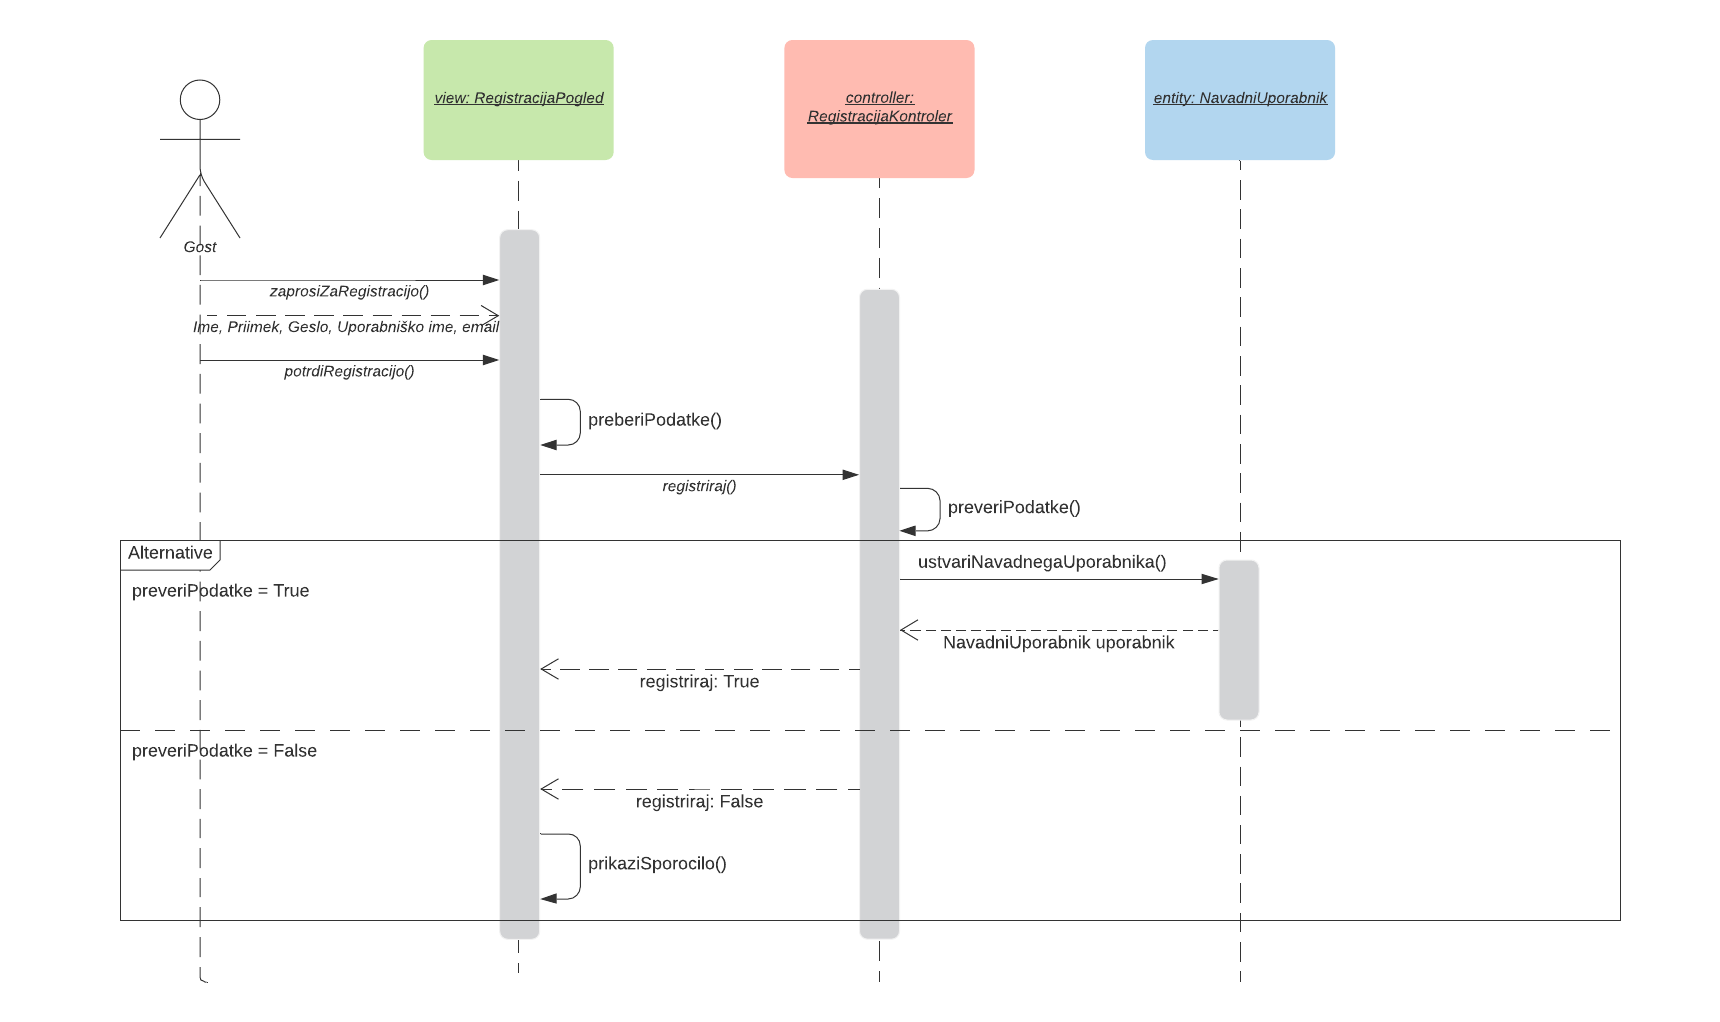 view: RegistracijaPogled
controller:
RegistracijaKontroler
entity: NavadniUporabnik
Gost
zaprosiZaRegistracijo()
Ime, Priimek, Geslo, Uporabniško ime, email
potrdiRegistracijo()
preberiPodatke()
registriraj()
preveriPodatke()
Alternative
ustvariNavadnegaUporabnika()
preveriPodatke = True
NavadniUporabnik uporabnik
registriraj: True
preveriPodatke = False
registriraj: False
prikaziSporocilo()